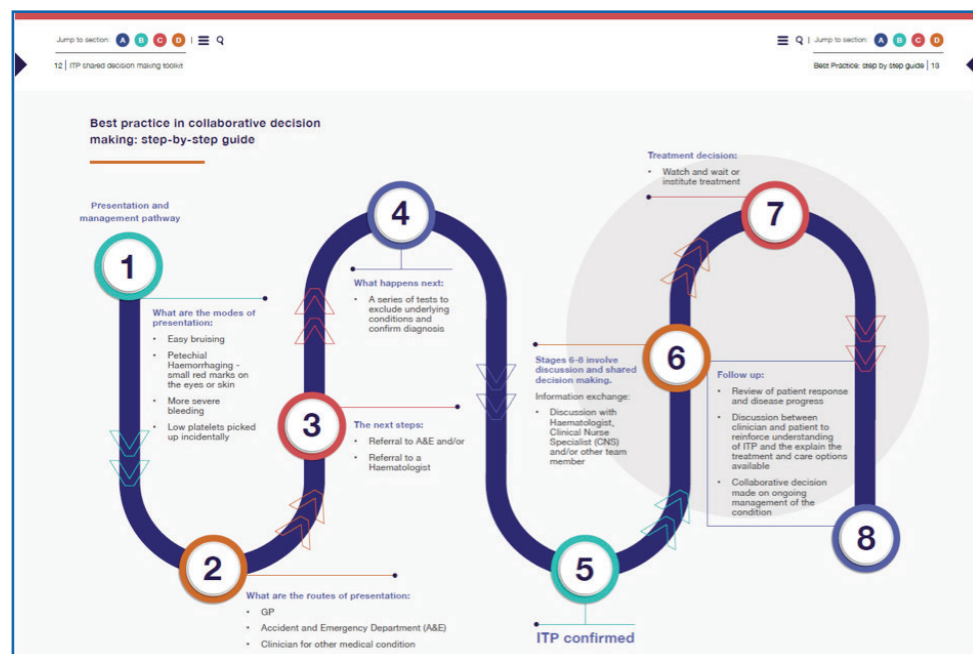 Jump to section: A B C D
12 | ITP shared decision making toolkit
Jump to section: A B C D
Best Practice: step by step guide | 13
Best practice in collaborative decision
making: step-by-step guide
Presentation and
management pathway
1
What are the modes of
presentation:
• Easy bruising
• Petechial
Haemorrhaging -
small red marks on
the eyes or skin
• More severe
bleeding
• Low platelets picked
up incidentally
2
What are the routes of presentation:
• GP
• Accident and Emergency Department (A&E)
• Clinician for other medical condition
3
The next steps:
• Referral to A&E and/or
• Referral to a
Haematologist
4
What happens next:
• A series of tests to
exclude underlying
conditions and
confirm diagnosis
5
ITP confirmed
6
Stages 6-8 involve
discussion and shared
decision making.
Information exchange:
• Discussion with
Haematologist,
Clinical Nurse
Specialist (CNS)
and/or other team
member
7
Treatment decision:
• Watch and wait or
institute treatment
8
Follow up:
• Review of patient response
and disease progress
• Discussion between
clinician and patient to
reinforce understanding
of ITP and the explain the
treatment and care options
available
• Collaborative decision
made on ongoing
management of the
condition